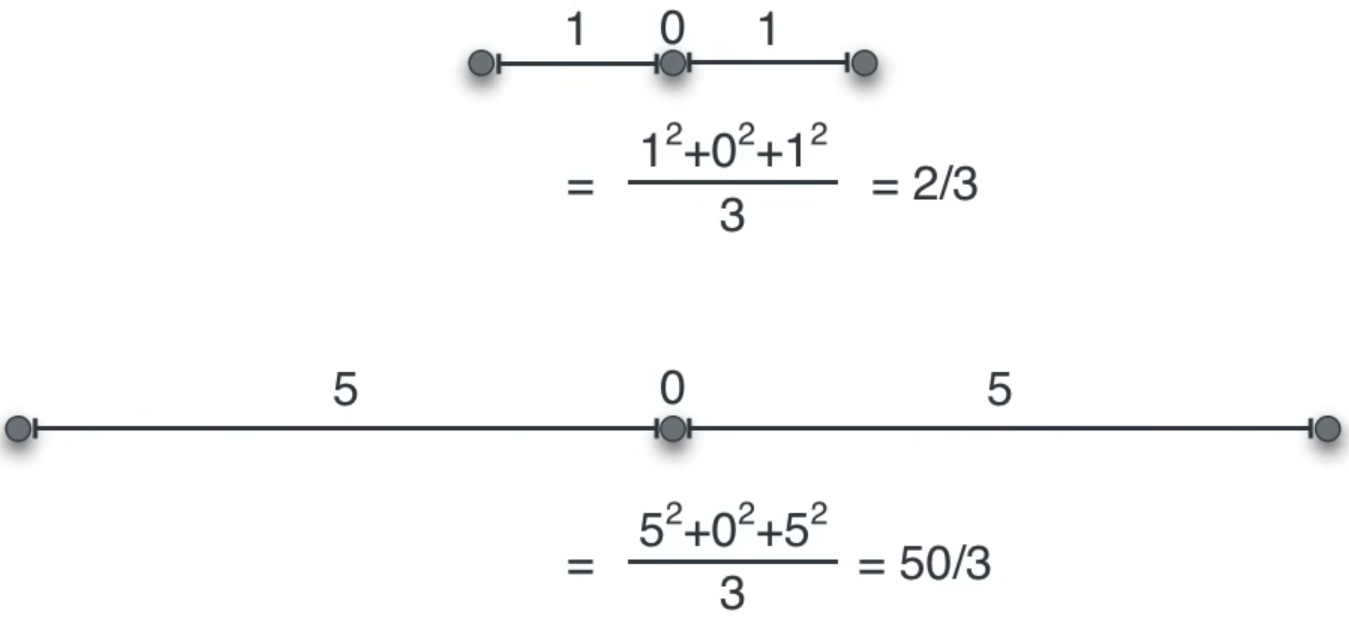 1 0 1
= 1²+0²+1² / 3 = 2/3
5 0 5
= 5²+0²+5² / 3 = 50/3